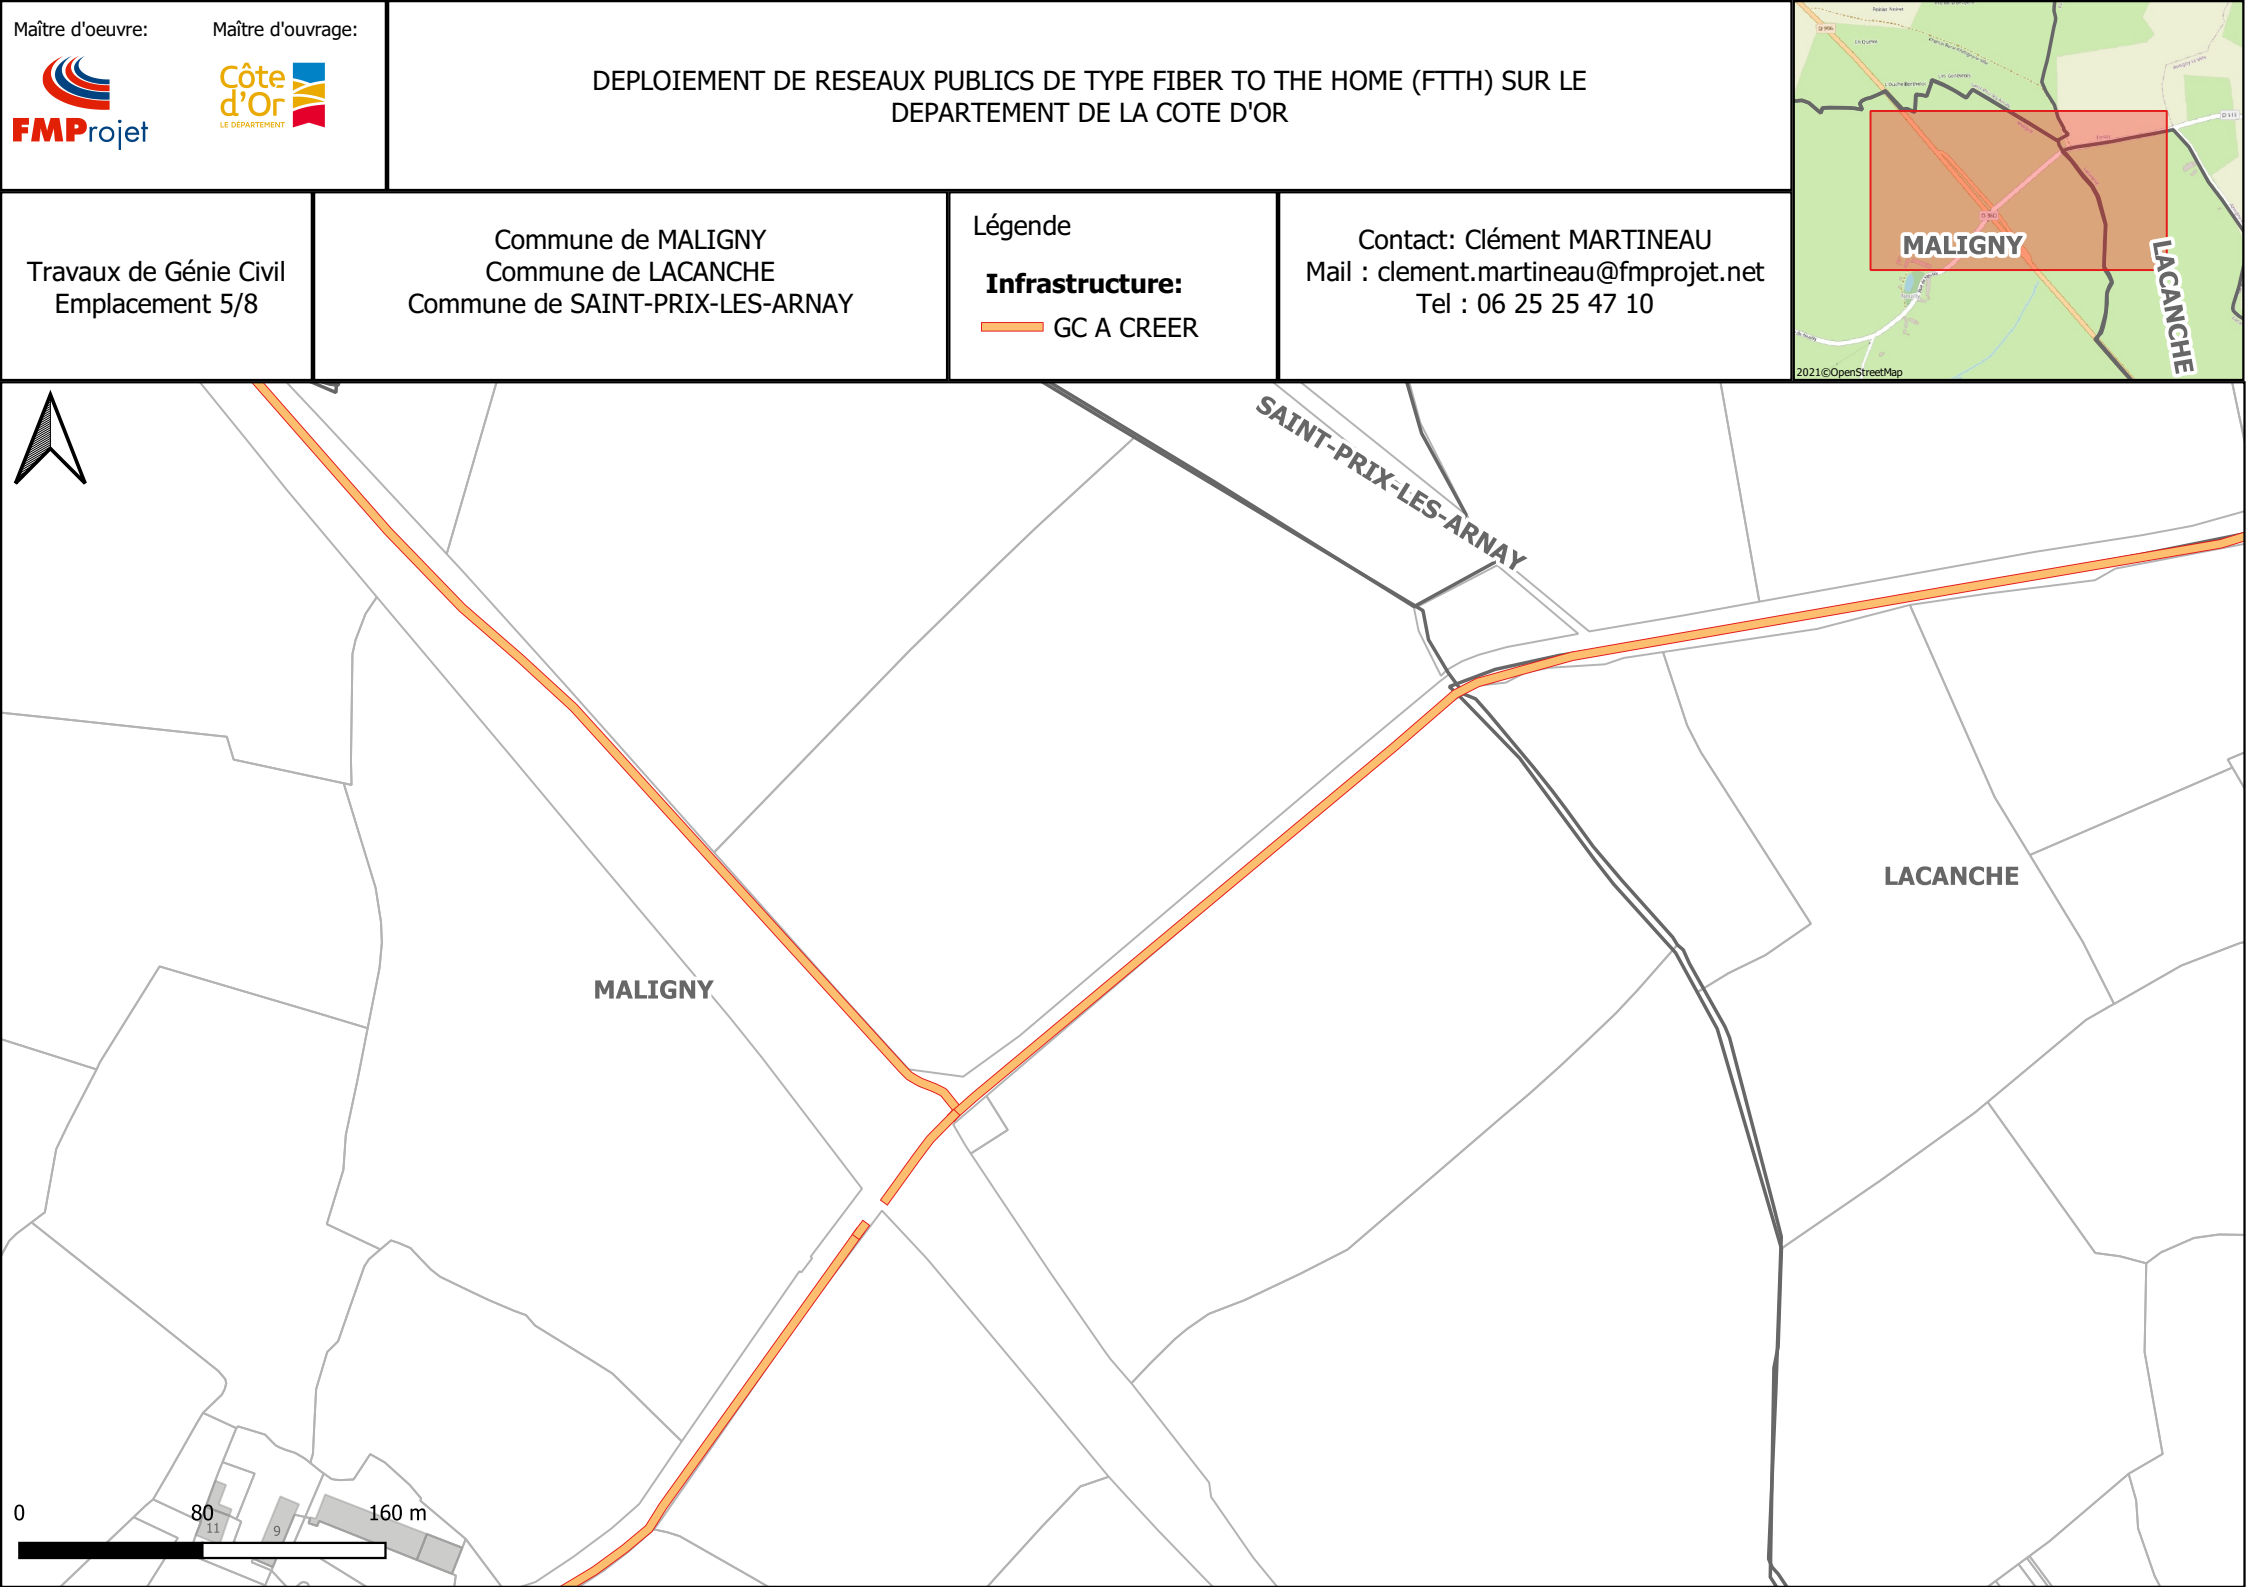 Maître d'oeuvre:
Maître d'ouvrage:
FMProjet
Côte
d'Or
LE DÉPARTEMENT
DEPLOIEMENT DE RESEAUX PUBLICS DE TYPE FIBER TO THE HOME (FTTH) SUR LE
DEPARTEMENT DE LA COTE D'OR
Travaux de Génie Civil
Emplacement 5/8
Commune de MALIGNY
Commune de LACANCHE
Commune de SAINT-PRIX-LES-ARNAY
Légende
Infrastructure:
GC A CREER
Contact: Clément MARTINEAU
Mail : clement.martineau@fmprojet.net
Tel : 06 25 25 47 10
D 996
D 111
D 360
MALIGNY
LACANCHE
2021©OpenStreetMap
SAINT-PRIX-LES-ARNAY
LACANCHE
MALIGNY
0
80
160 m
11
9